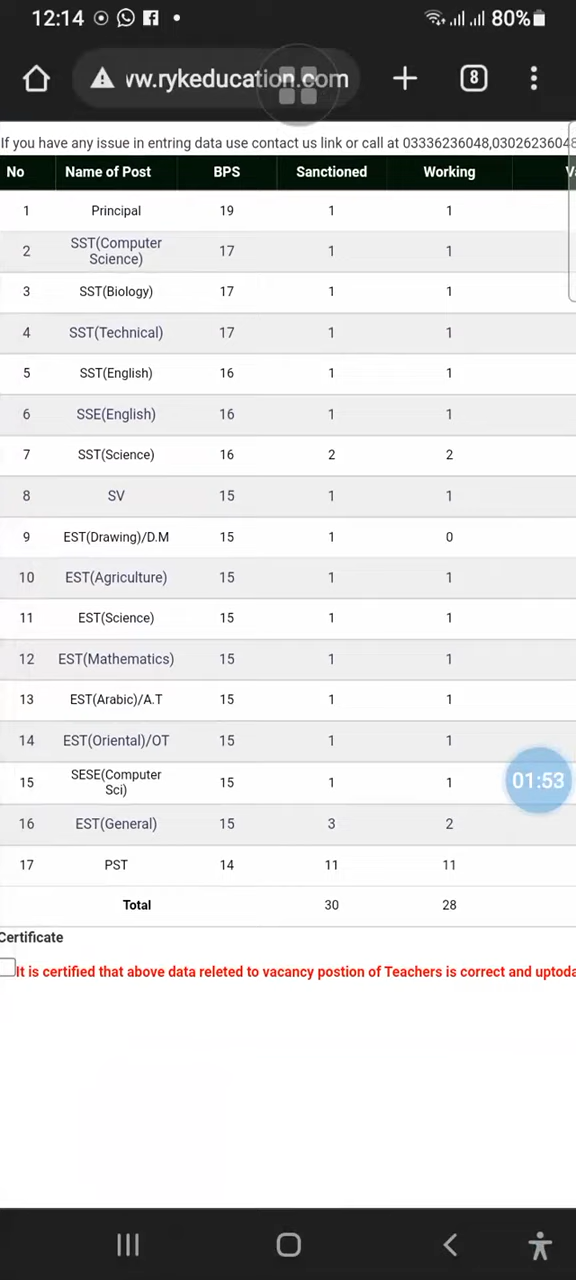 12:14 80%
vw.rykeducation.com 8
If you have any issue in entring data use contact us link or call at 03336236048,03026236048
No Name of Post BPS Sanctioned Working Va
1 Principal 19 1 1
2 SST(Computer Science) 17 1 1
3 SST(Biology) 17 1 1
4 SST(Technical) 17 1 1
5 SST(English) 16 1 1
6 SSE(English) 16 1 1
7 SST(Science) 16 2 2
8 SV 15 1 1
9 EST(Drawing)/D.M 15 1 0
10 EST(Agriculture) 15 1 1
11 EST(Science) 15 1 1
12 EST(Mathematics) 15 1 1
13 EST(Arabic)/A.T 15 1 1
14 EST(Oriental)/OT 15 1 1
15 SESE(Computer Sci) 15 1 1
01:53
16 EST(General) 15 3 2
17 PST 14 11 11
Total 30 28
Certificate
It is certified that above data releted to vacancy postion of Teachers is correct and uptoda